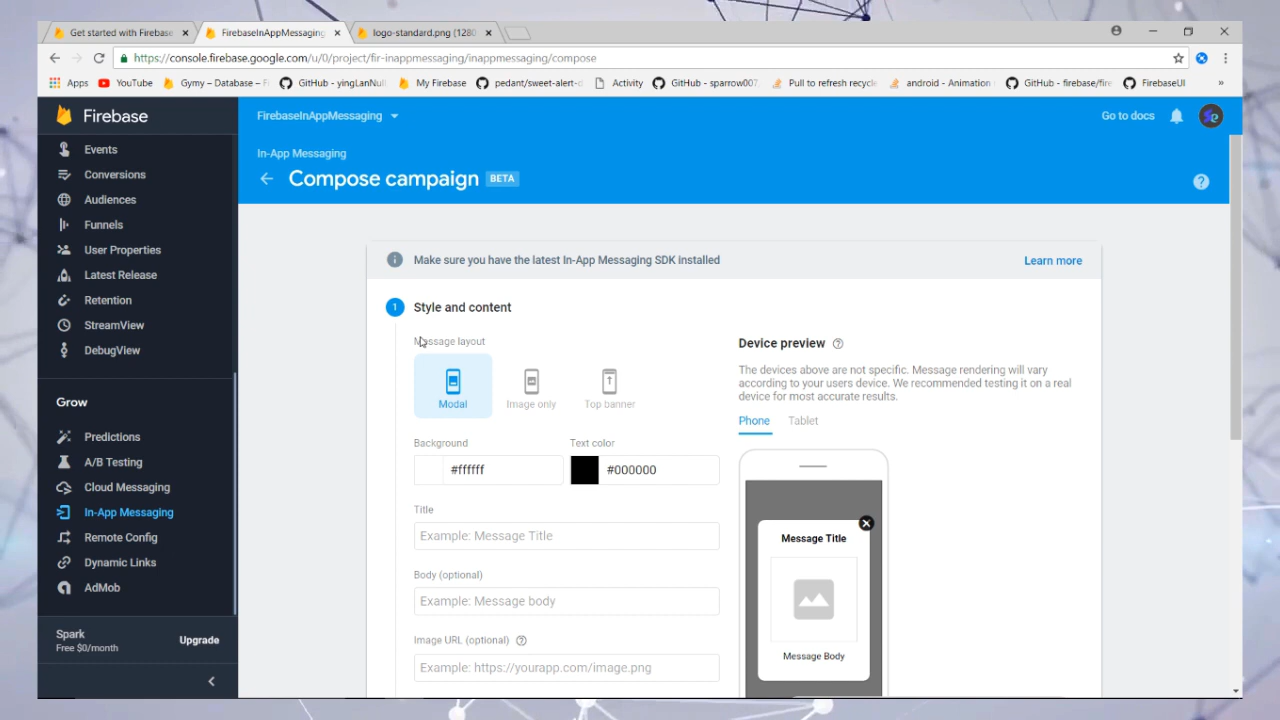 Get started with Firebase
FirebaseInAppMessaging
logo-standard.png (1280
https://console.firebase.google.com/u/0/project/fir-inappmessaging/inappmessaging/compose
Apps
YouTube
Gymy – Database – Fi
GitHub - yingLanNull
My Firebase
pedant/sweet-alert-d
Activity
GitHub - sparrow007
Pull to refresh recycle
android - Animation
GitHub - firebase/fire
FirebaseUI
»
Firebase
FirebaseInAppMessaging
Go to docs
In-App Messaging
Compose campaign
BETA
Events
Conversions
Audiences
Funnels
User Properties
Latest Release
Retention
StreamView
DebugView
Grow
Predictions
A/B Testing
Cloud Messaging
In-App Messaging
Remote Config
Dynamic Links
AdMob
Spark
Free $0/month
Upgrade
Make sure you have the latest In-App Messaging SDK installed
Learn more
1 Style and content
Message layout
Modal
Image only
Top banner
Background
Text color
#ffffff
#000000
Title
Example: Message Title
Body (optional)
Example: Message body
Image URL (optional)
Example: https://yourapp.com/image.png
Device preview
The devices above are not specific. Message rendering will vary
according to your users device. We recommended testing it on a real
device for most accurate results.
Phone
Tablet
Message Title
Message Body